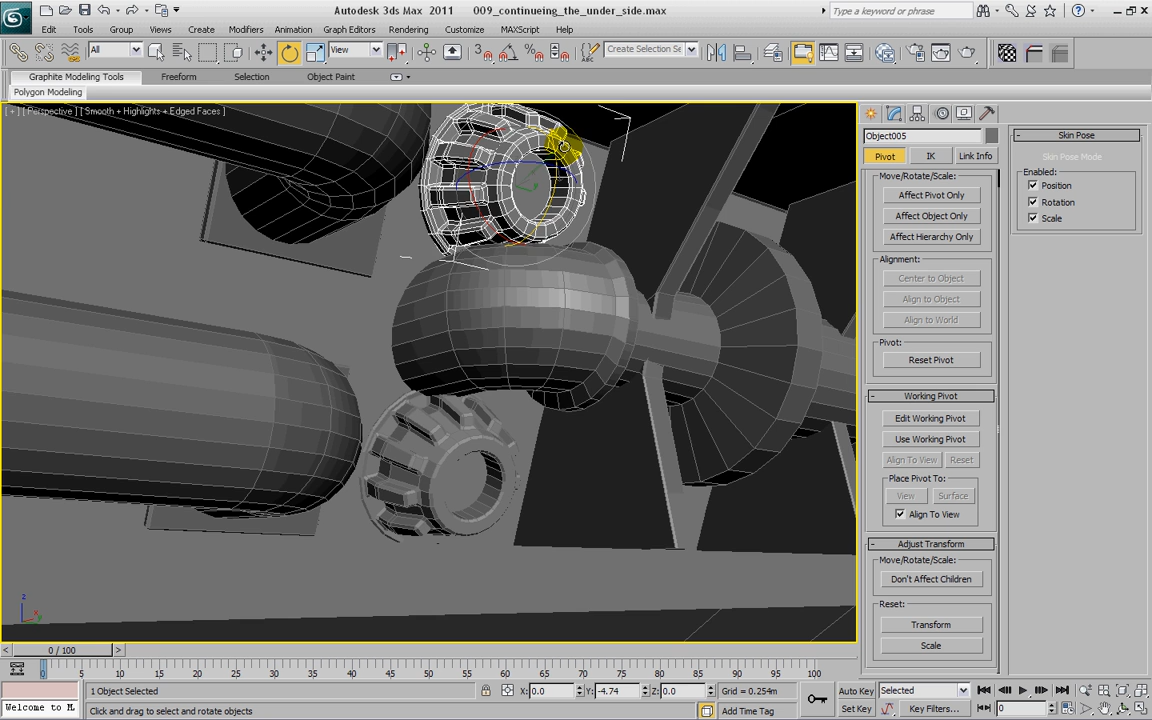 Autodesk 3ds Max 2011 009_continueing_the_under_side.max
Type a keyword or phrase
Edit Tools Group Views Create Modifiers Animation Graph Editors Rendering Customize MAXScript Help
All View Create Selection Se
Graphite Modeling Tools Freeform Selection Object Paint
Polygon Modeling
[ + ] [ Perspective ] [ Smooth + Highlights + Edged Faces ]
Object005
Pivot IK Link Info
Move/Rotate/Scale:
Affect Pivot Only
Affect Object Only
Affect Hierarchy Only
Alignment:
Center to Object
Align to Object
Align to World
Pivot:
Reset Pivot
Working Pivot
Edit Working Pivot
Use Working Pivot
Align To View Reset
Place Pivot To:
View Surface
Align To View
Adjust Transform
Move/Rotate/Scale:
Don't Affect Children
Reset:
Transform
Scale
Skin Pose
Skin Pose Mode
Enabled:
Position
Rotation
Scale
z
x
y
0 / 100
0 5 10 15 20 25 30 35 40 45 50 55 60 65 70 75 80 85 90 95 100
1 Object Selected X: 0.0 Y: -4.74 Z: 0.0 Grid = 0.254m Auto Key Selected
Welcome to M Click and drag to select and rotate objects Add Time Tag Set Key Key Filters... 0